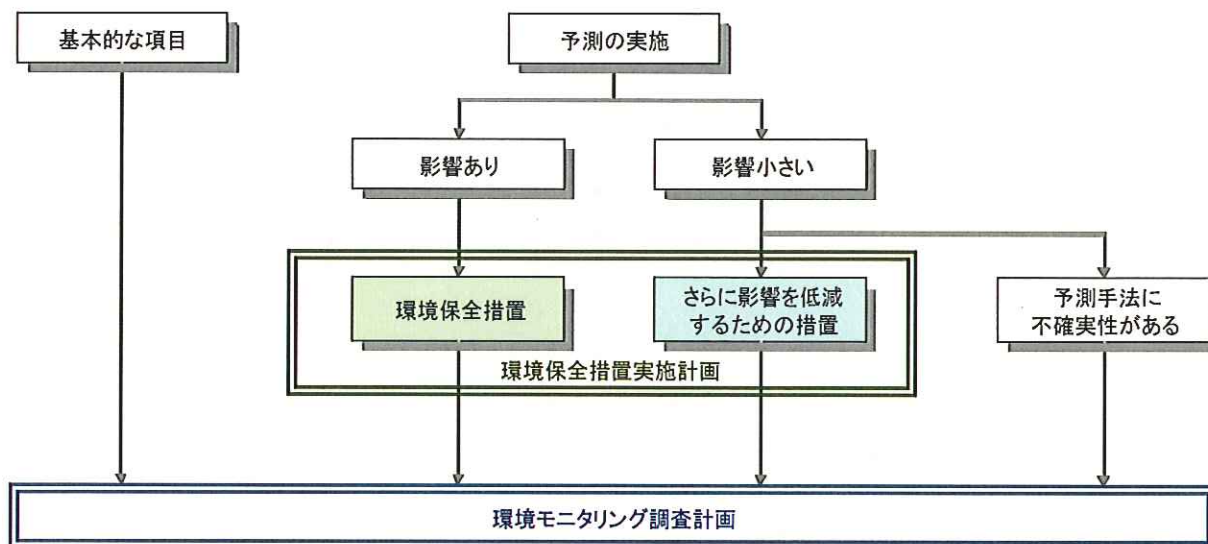 基本的な項目
予測の実施
影響あり
影響小さい
環境保全措置
さらに影響を低減
するための措置
予測手法に
不確実性がある
環境保全措置実施計画
環境モニタリング調査計画